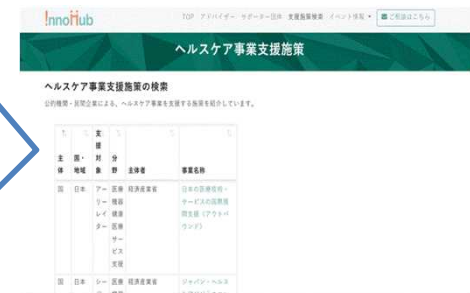 InnoHub
TOP アドバイザー サポーター団体 支援施策検索 イベント情報 ご相談はこちら
ヘルスケア事業支援施策
ヘルスケア事業支援施策の検索
公的機関・民間企業による、ヘルスケア事業を支援する施策を紹介しています。
主体 国・地域 支援対象 分野 主体者 事業名称
国 日本 アーリーレイター 医療機器 健康医療サービス支援 経済産業省 日本の医療技術・サービスの国際展開支援（アウトバウンド）
国 日本 医療 経済産業省 ジャパン・ヘルス